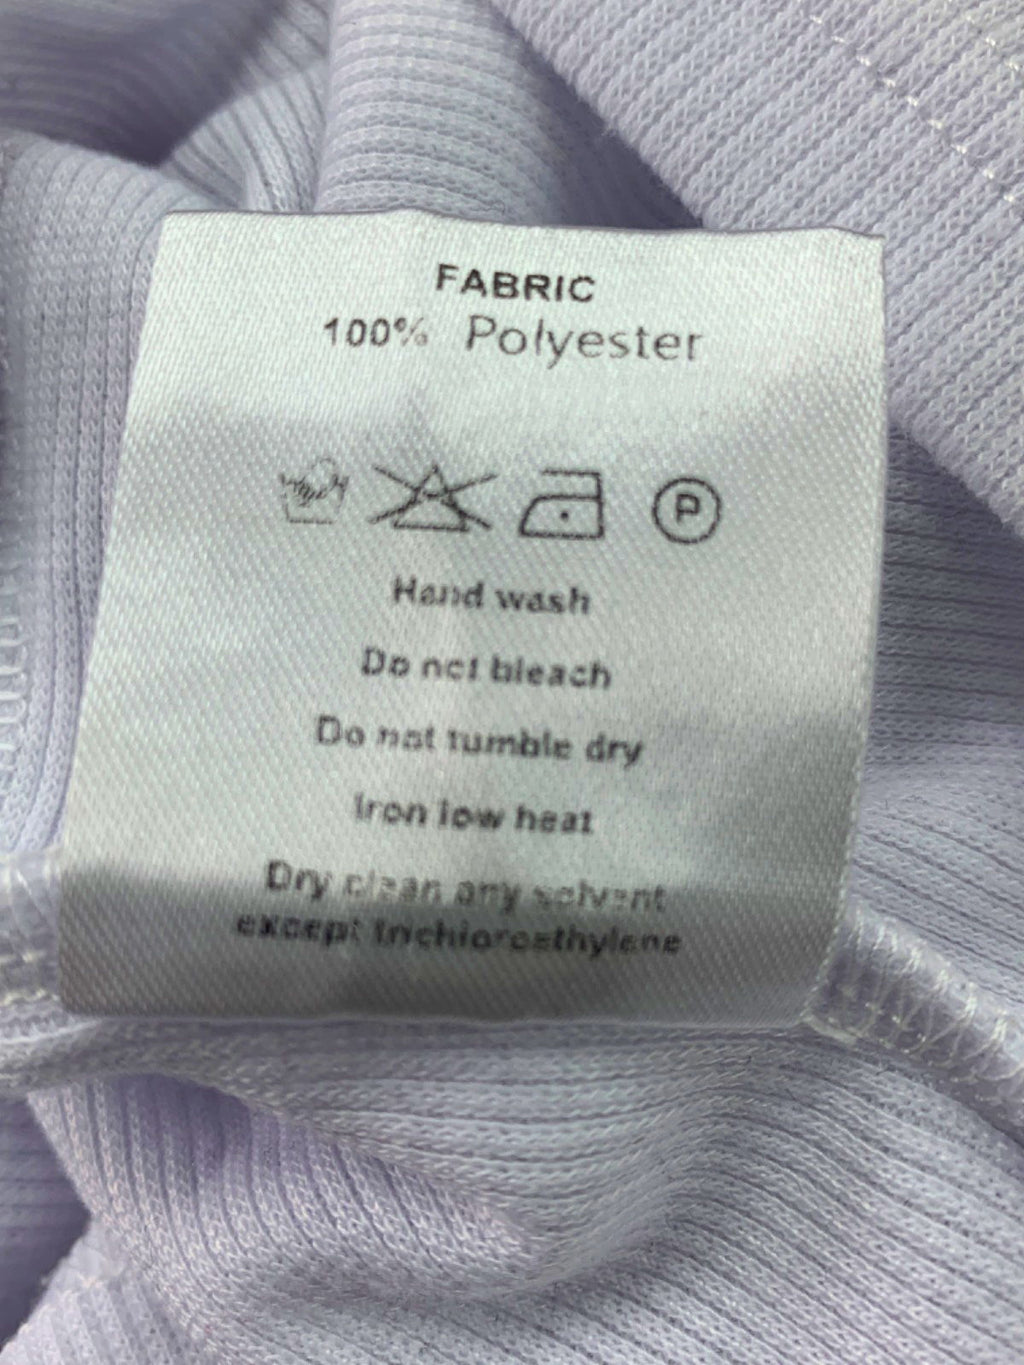 FABRIC
100% Polyester
P
Hand wash
Do not bleach
Do not tumble dry
Iron low heat
Dry clean any solvent
except trichloroethylene